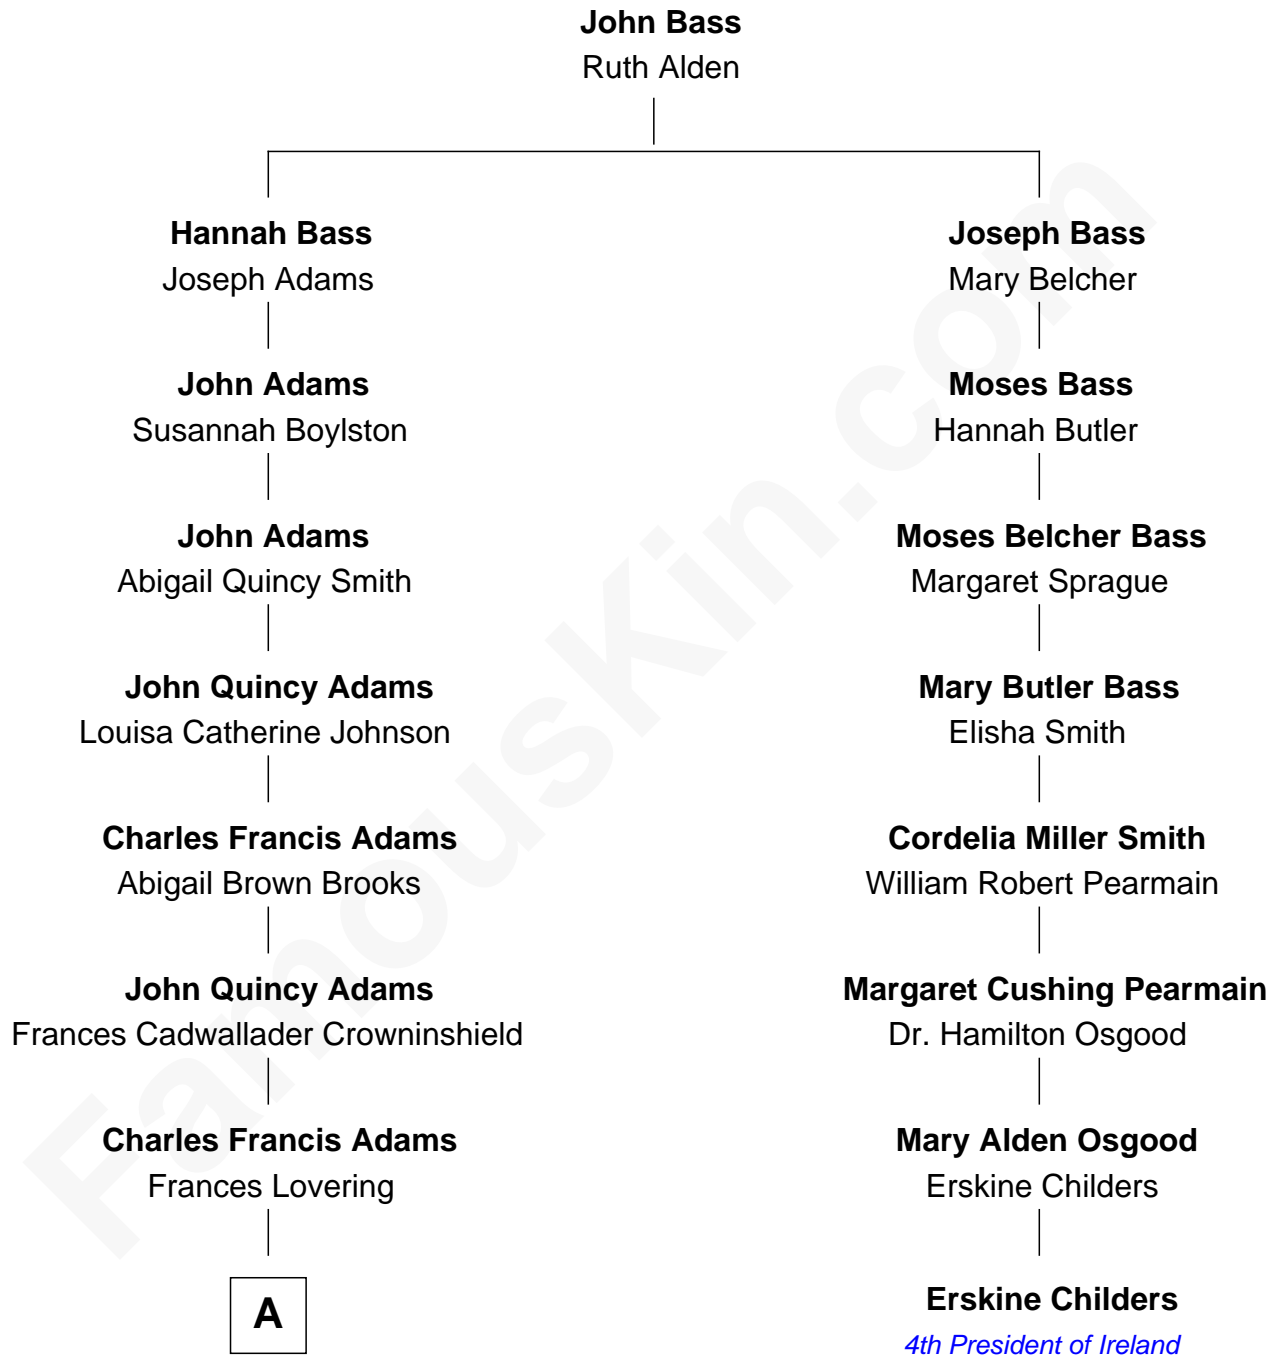 John Bass
Ruth Alden
Hannah Bass
Joseph Adams
Joseph Bass
Mary Belcher
John Adams
Susannah Boylston
Moses Bass
Hannah Butler
John Adams
Abigail Quincy Smith
Moses Belcher Bass
Margaret Sprague
John Quincy Adams
Louisa Catherine Johnson
Mary Butler Bass
Elisha Smith
Charles Francis Adams
Abigail Brown Brooks
Cordelia Miller Smith
William Robert Pearmain
John Quincy Adams
Frances Cadwallader Crowninshield
Margaret Cushing Pearmain
Dr. Hamilton Osgood
Charles Francis Adams
Frances Lovering
Mary Alden Osgood
Erskine Childers
A
Erskine Childers
4th President of Ireland
FamousKin.com